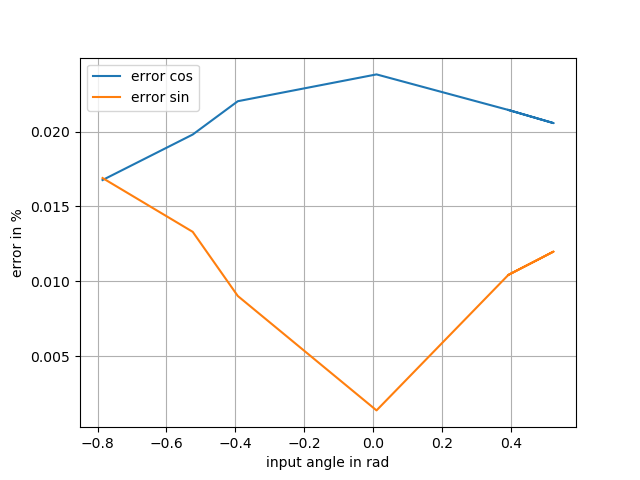 error cos
error sin
0.020
0.015
0.010
0.005
error in %
−0.8 −0.6 −0.4 −0.2 0.0 0.2 0.4
input angle in rad